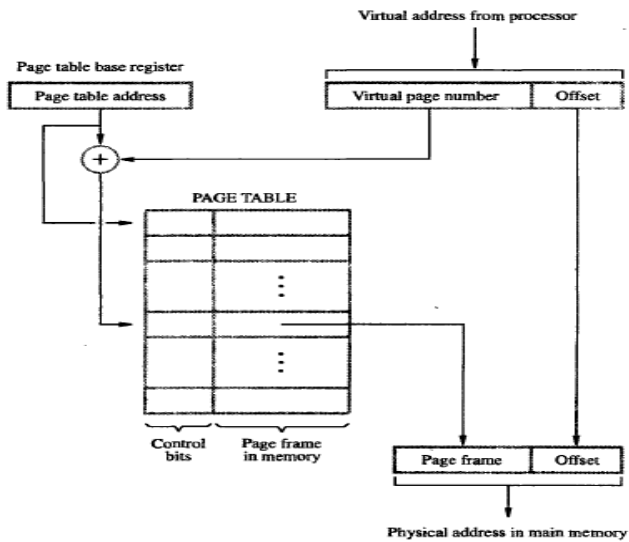 Virtual address from processor
Page table base register
Page table address
Virtual page number
Offset
+
PAGE TABLE
Control
bits
Page frame
in memory
Page frame
Offset
Physical address in main memory